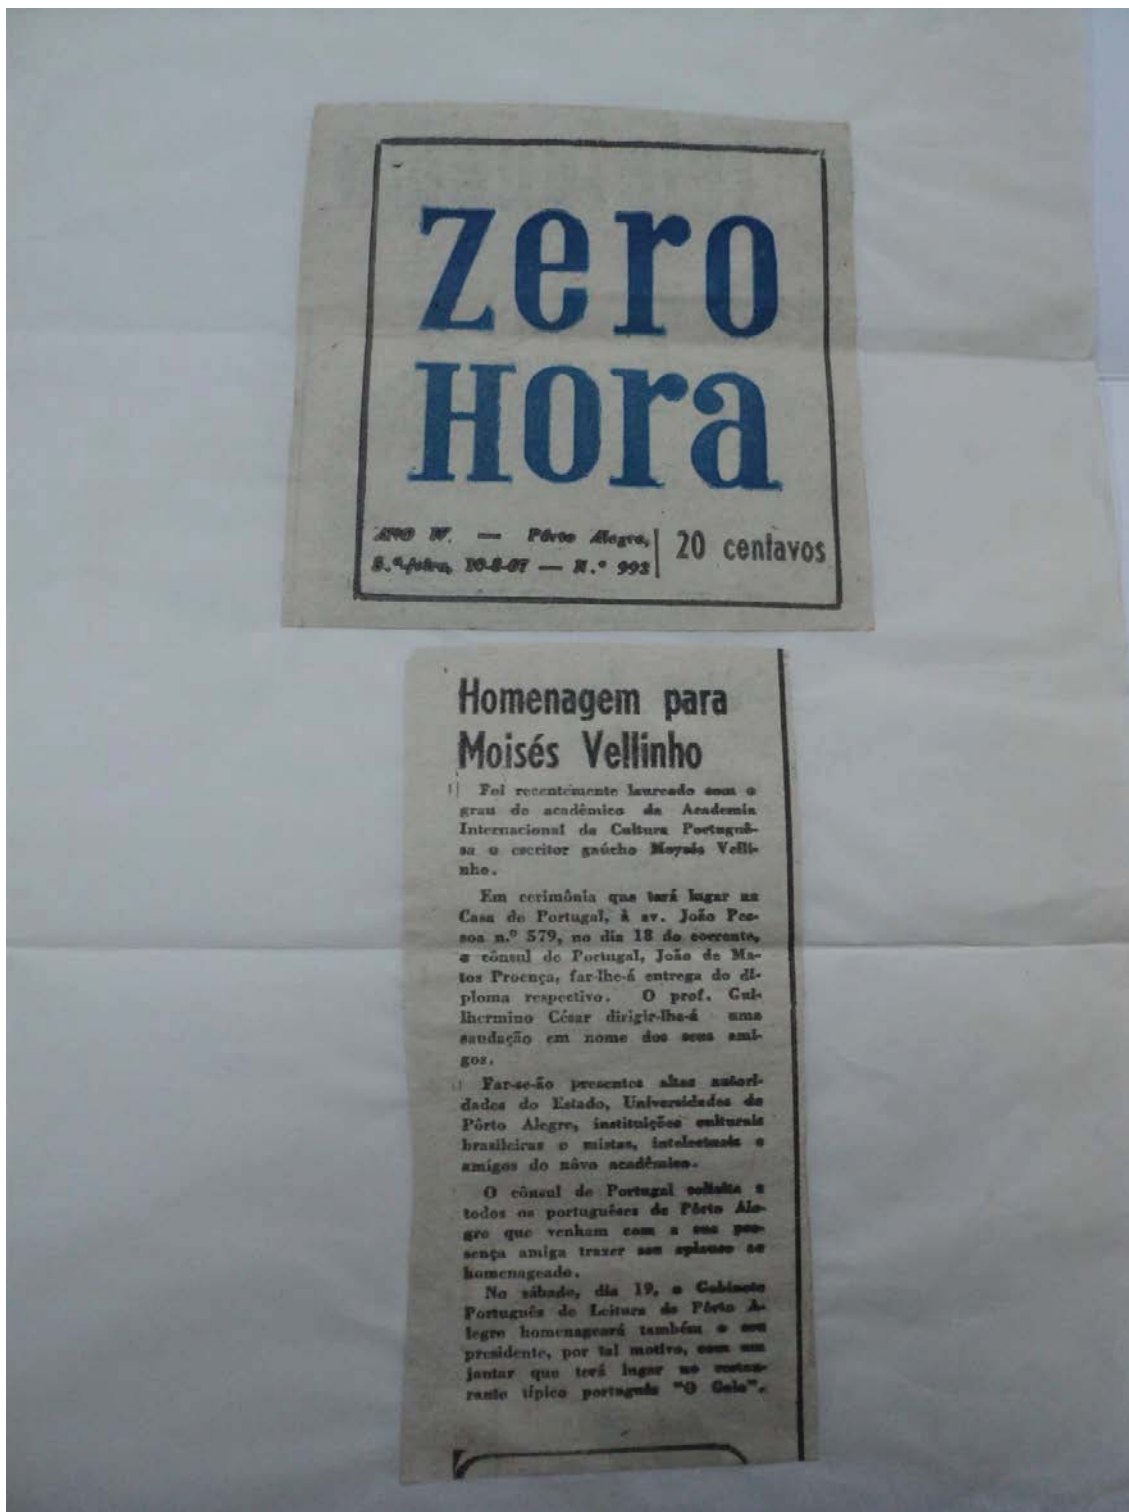 zero
Hora
ANO IV. — Pôrto Alegre,
5.ª-feira, 10-8-67 — N.º 993
20 centavos
Homenagem para
Moisés Vellinho
Foi recentemente laureado com o
grau de acadêmico da Academia
Internacional da Cultura Portuguê-
sa o escritor gaúcho Moysés Velli-
nho.
Em cerimônia que terá lugar na
Casa de Portugal, à av. João Pes-
soa n.º 579, no dia 18 do corrente,
o cônsul de Portugal, João de Ma-
tos Proença, far-lhe-á entrega do di-
ploma respectivo. O prof. Gui-
lhermino César dirigir-lhe-á uma
saudação em nome dos seus ami-
gos.
Far-se-ão presentes altas autori-
dades do Estado, Universidades de
Pôrto Alegre, instituições culturais
brasileiras e mistas, intelectuais e
amigos do nôvo acadêmico.
O cônsul de Portugal solicita a
todos os portuguêses de Pôrto Ale-
gre que venham com a sua pre-
sença amiga trazer seu aplauso ao
homenageado.
No sábado, dia 19, o Gabinete
Português de Leitura de Pôrto A-
legre homenageará também o seu
presidente, por tal motivo, com um
jantar que terá lugar no restau-
rante típico português "O Galo".